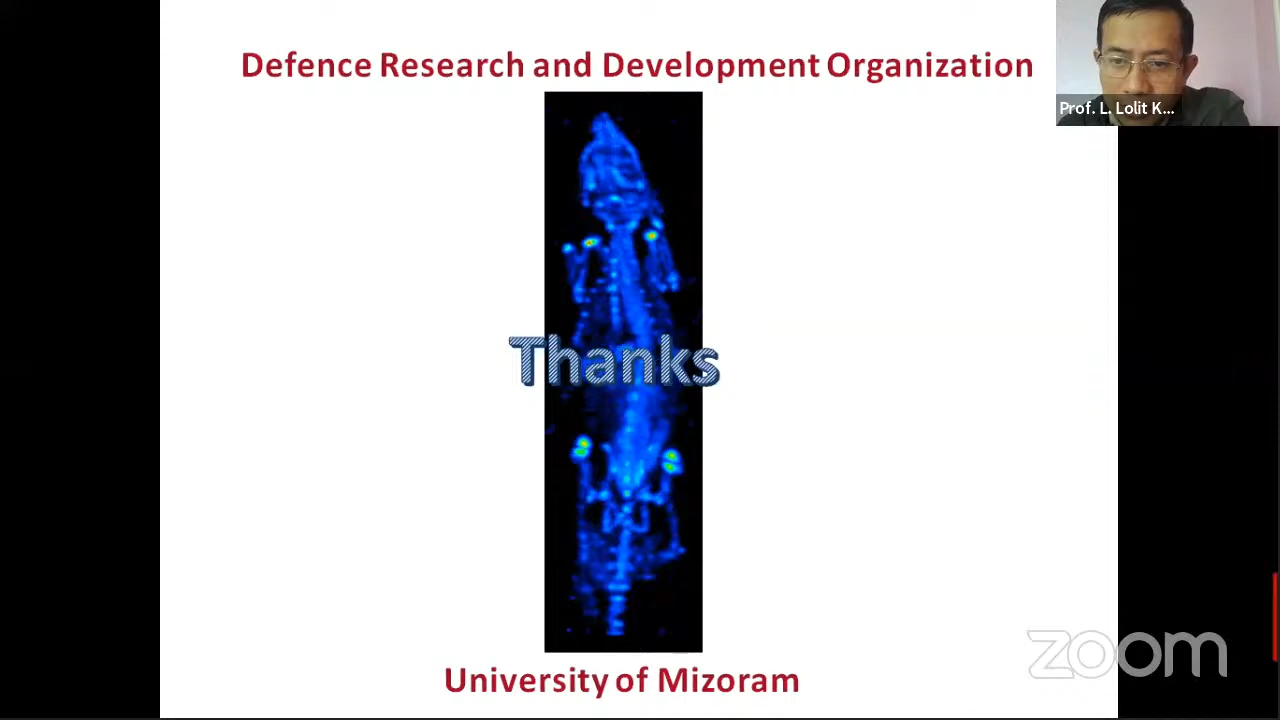 Defence Research and Development Organization
Prof. L. Lolit K...
Thanks
zoom
University of Mizoram